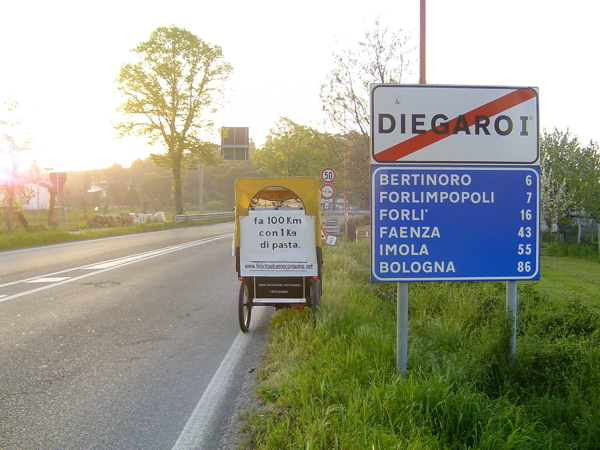 50
DIEGARO I°
BERTINORO 6
FORLIMPOPOLI 7
FORLI' 16
FAENZA 43
IMOLA 55
BOLOGNA 86
fa 100 Km
con 1 Kg
di pasta.
www.felicitaabassoconsumo.net